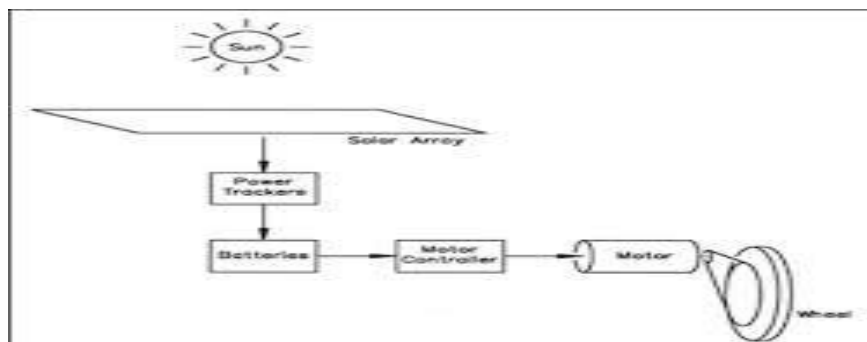 Sun
Solar Array
Power
Trackers
Batteries
Motor
Controller
Motor
Wheel